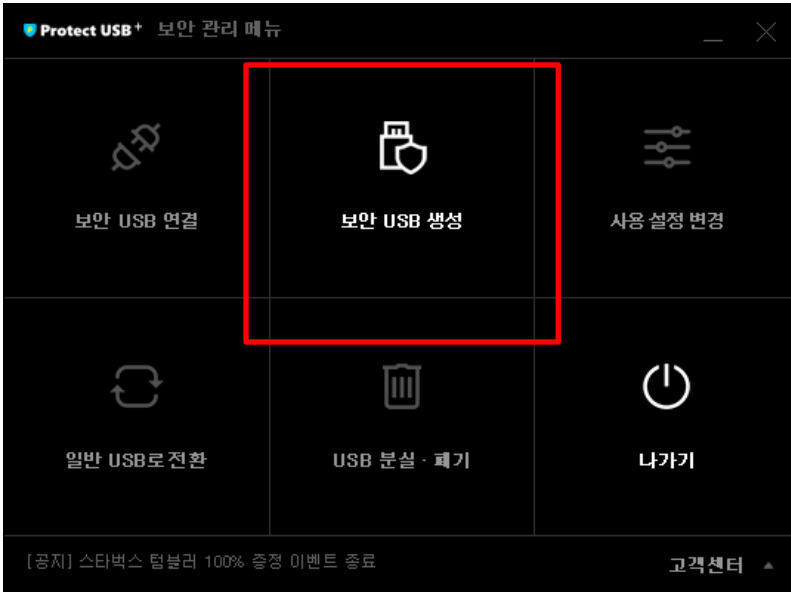 Protect USB+ 보안 관리 메뉴
보안 USB 연결
보안 USB 생성
사용 설정 변경
일반 USB로 전환
USB 분실 · 폐기
나가기
[공지] 스타벅스 텀블러 100% 증정 이벤트 종료
고객센터